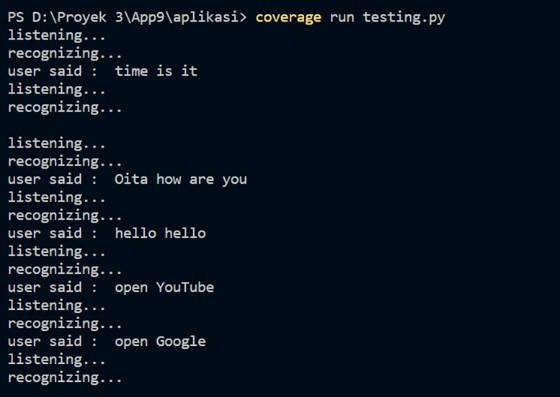 PS D:\Proyek 3\App9\aplikasi> coverage run testing.py
listening...
recognizing...
user said :  time is it
listening...
recognizing...

listening...
recognizing...
user said :  Oita how are you
listening...
recognizing...
user said :  hello hello
listening...
recognizing...
user said :  open YouTube
listening...
recognizing...
user said :  open Google
listening...
recognizing...